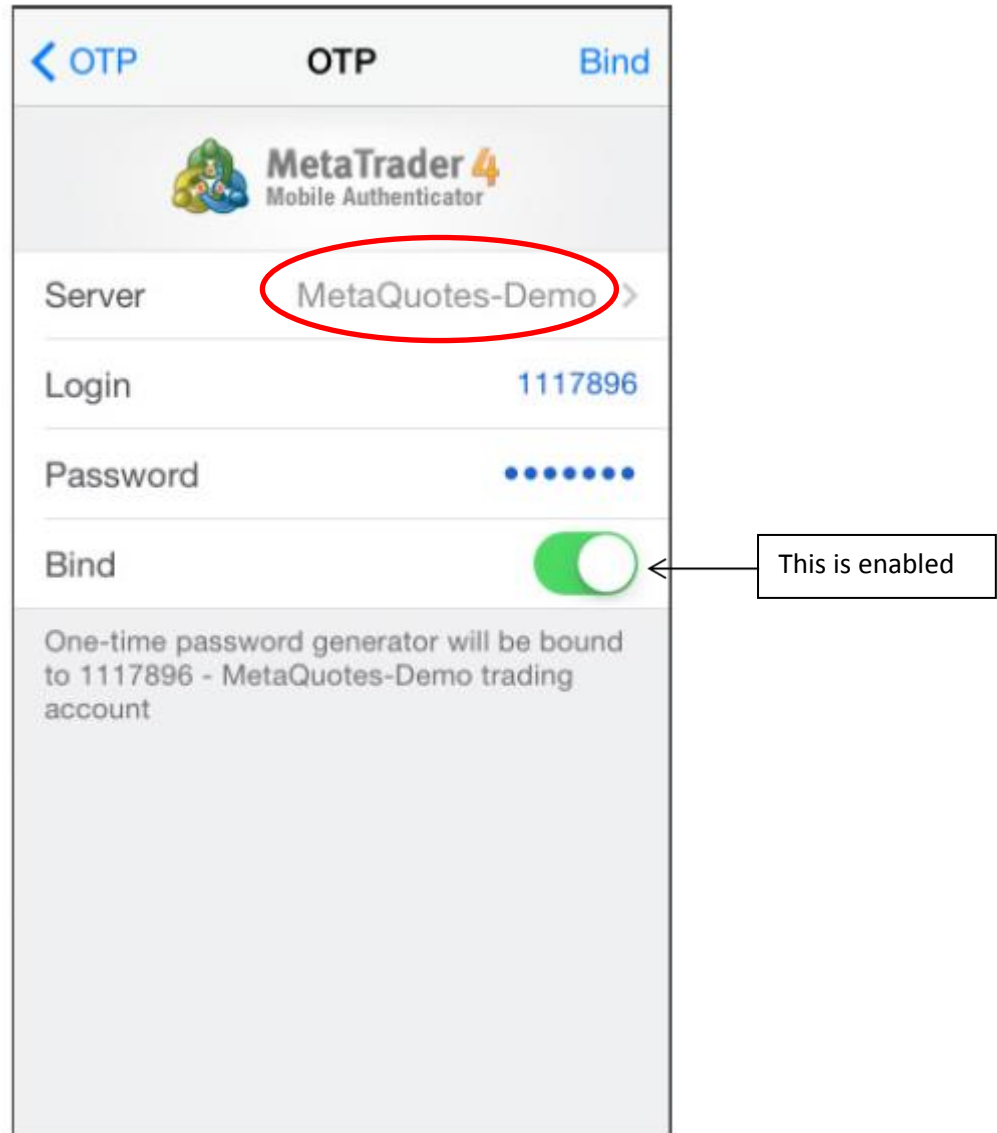 OTP OTP Bind
MetaTrader 4
Mobile Authenticator
Server MetaQuotes-Demo
Login 1117896
Password •••••••
Bind
This is enabled
One-time password generator will be bound
to 1117896 - MetaQuotes-Demo trading
account